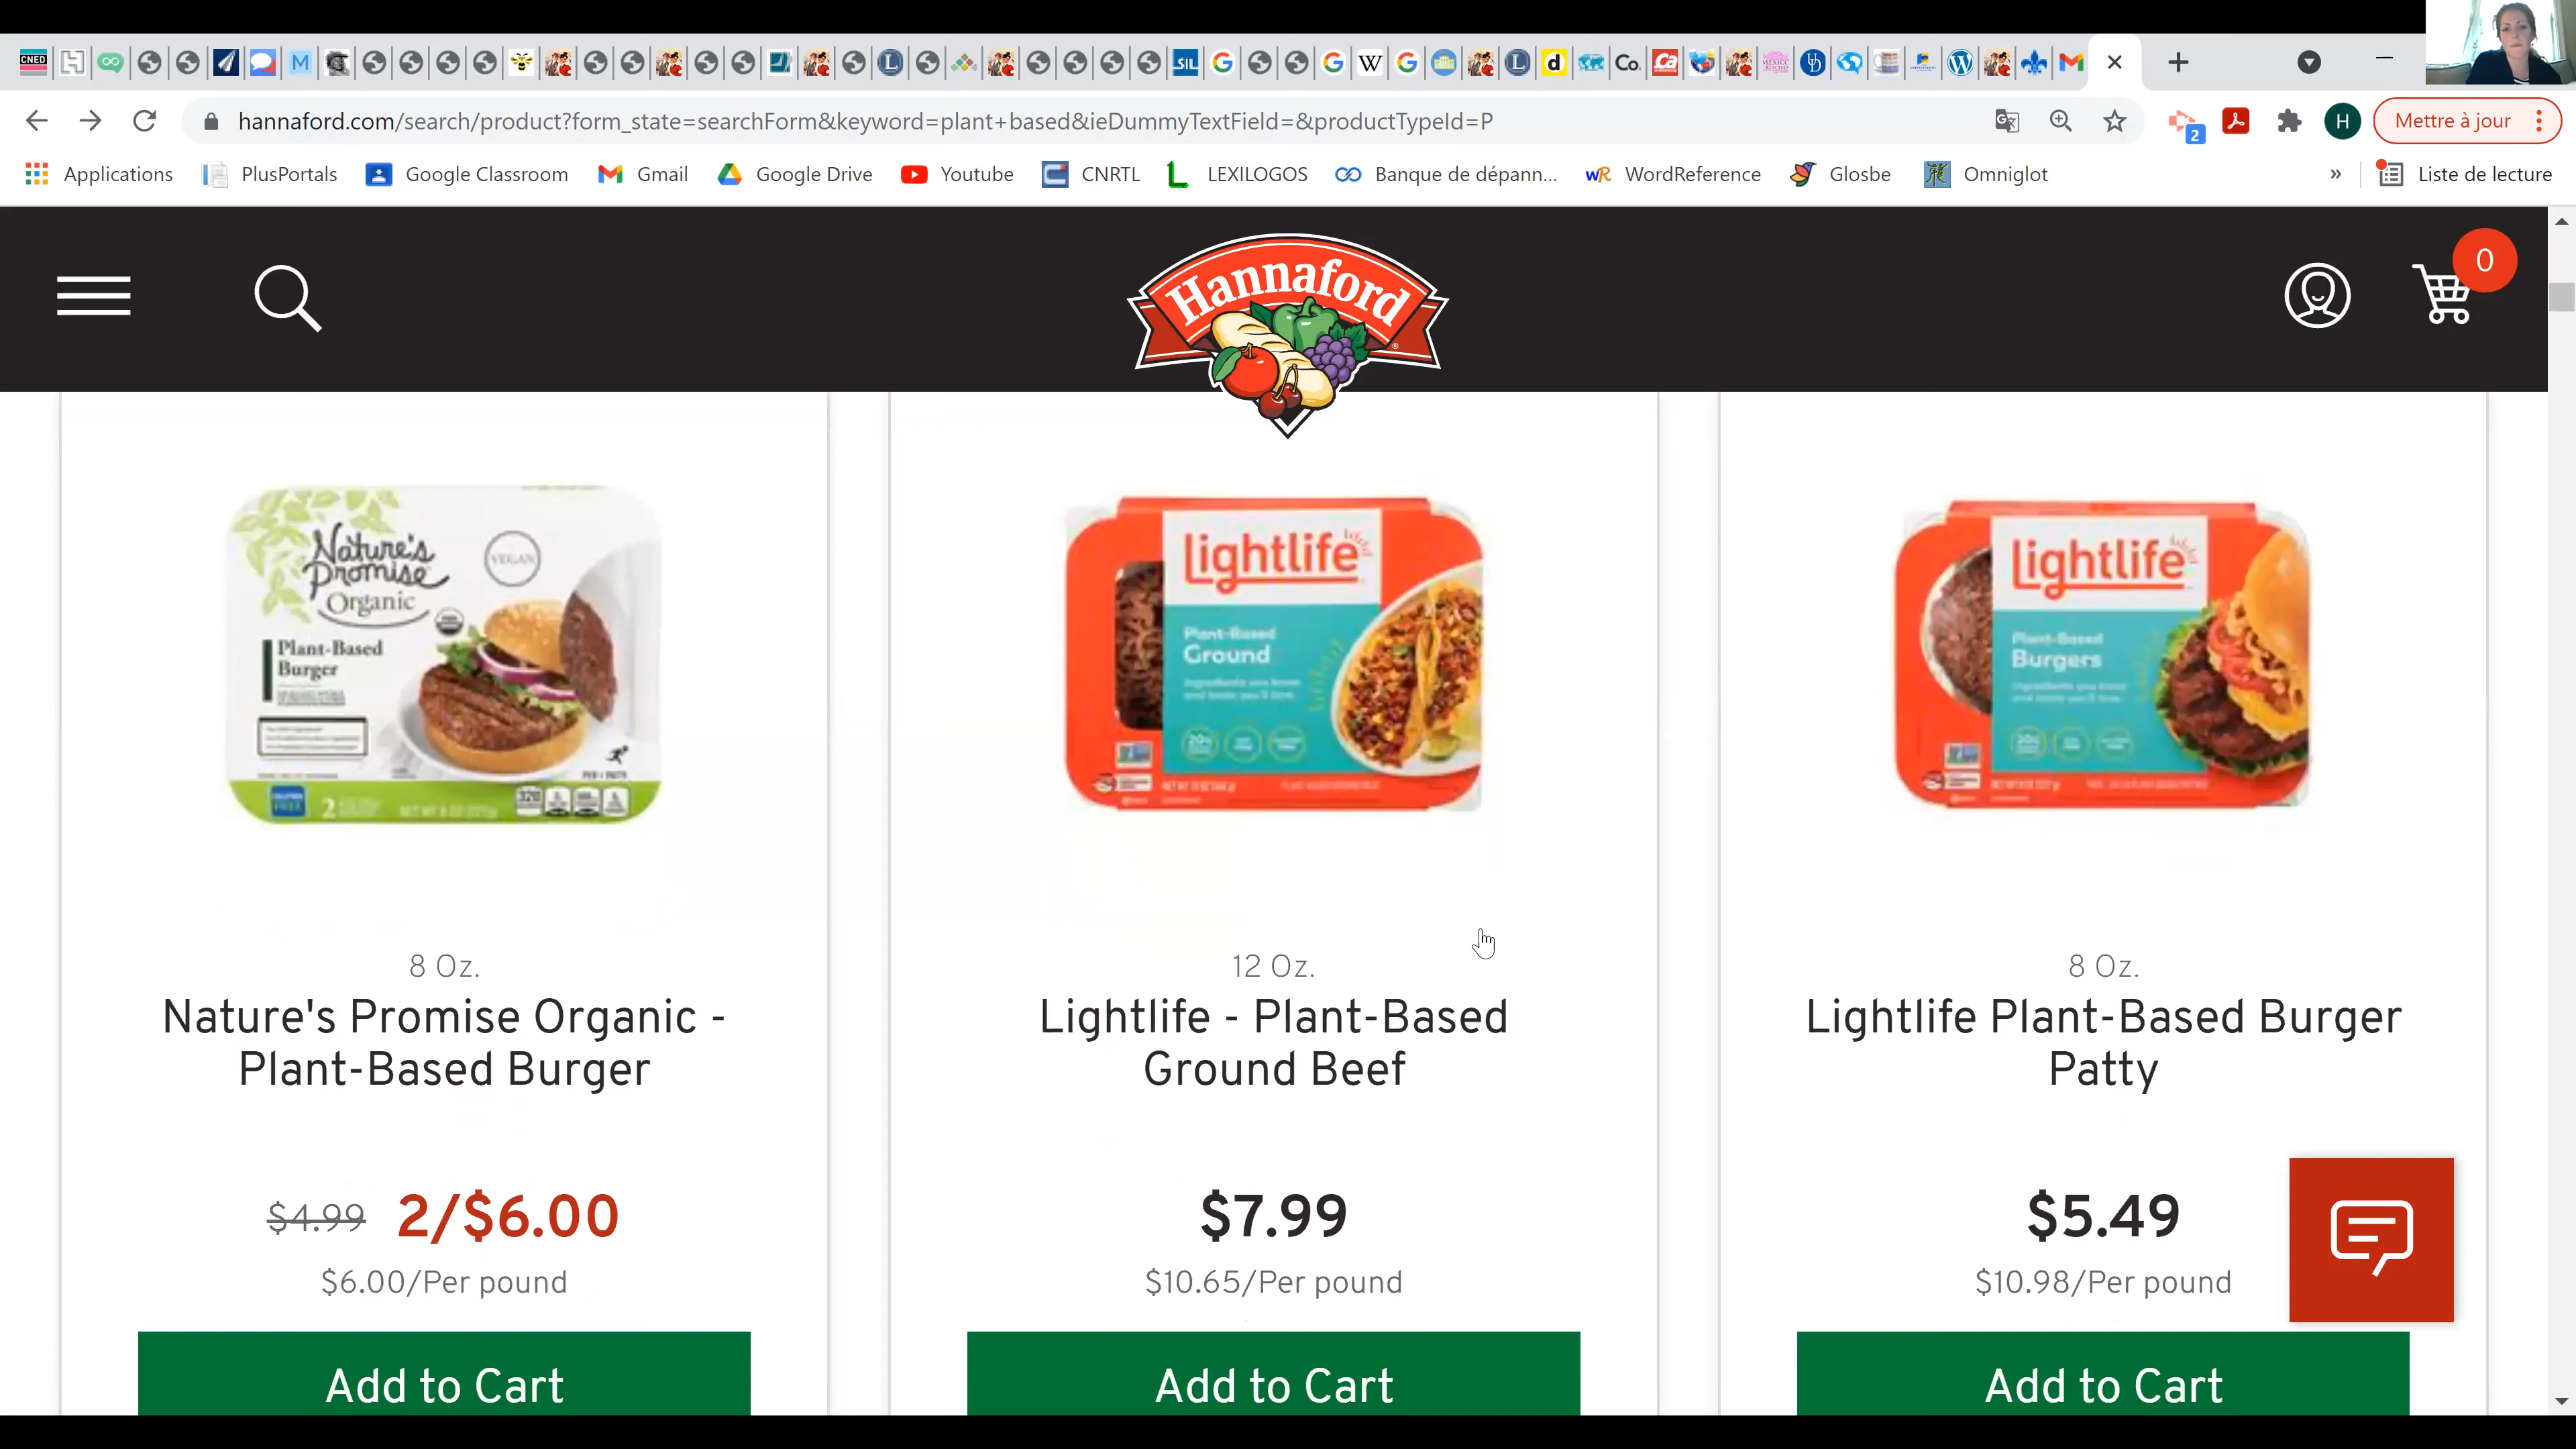 hannaford.com/search/product?form_state=searchForm&keyword=plant+based&ieDummyTextField=&productTypeId=P
2
H
Mettre à jour
Applications
PlusPortals
Google Classroom
Gmail
Google Drive
Youtube
CNRTL
LEXILOGOS
Banque de dépann...
WordReference
Glosbe
Omniglot
»
Liste de lecture
Hannaford
0
Nature's
Promise
Organic
VEGAN
Plant-Based
Burger
2
Lightlife
Plant-Based
Ground
Lightlife
Plant-Based
Burgers
8 Oz.
Nature's Promise Organic -
Plant-Based Burger
$4.99 2/$6.00
$6.00/Per pound
Add to Cart
12 Oz.
Lightlife - Plant-Based
Ground Beef
$7.99
$10.65/Per pound
Add to Cart
8 Oz.
Lightlife Plant-Based Burger
Patty
$5.49
$10.98/Per pound
Add to Cart